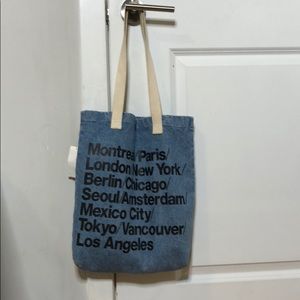 Montreal/Paris/
London/New York/
Berlin/Chicago/
Seoul/Amsterdam/
Mexico City/
Tokyo/Vancouver/
Los Angeles